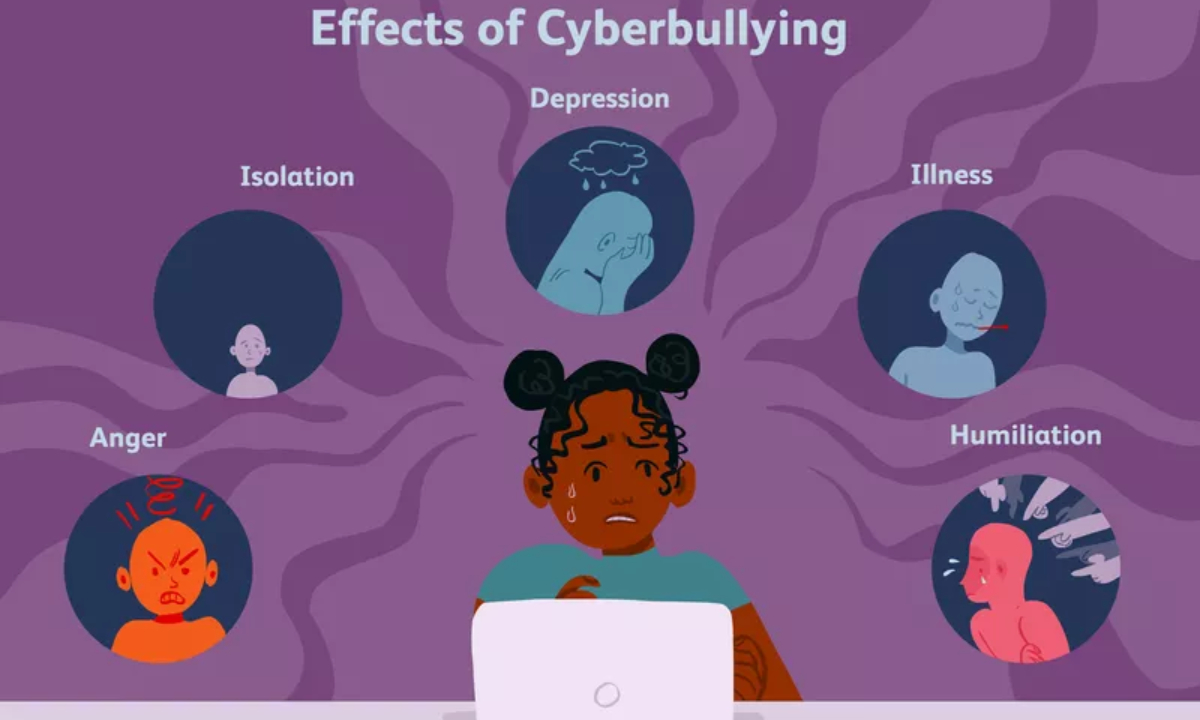 Effects of Cyberbullying
Depression
Isolation
Illness
Anger
Humiliation